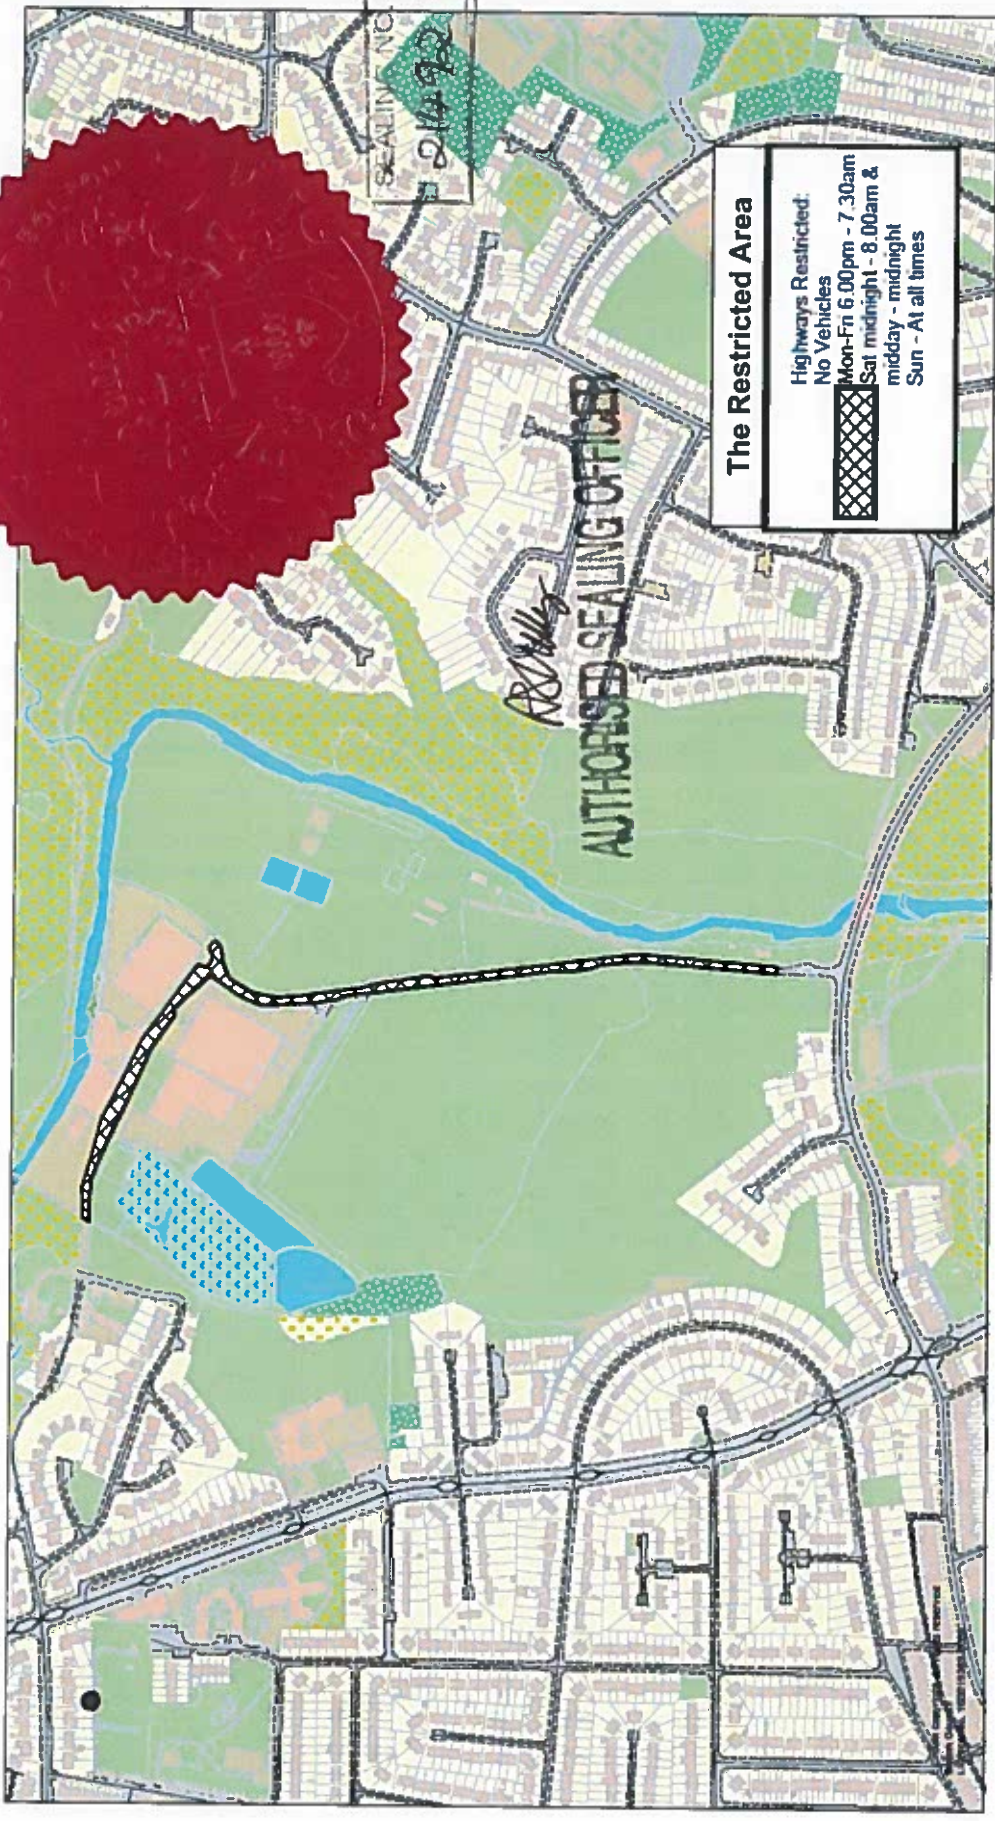 SEALING NO.
21492
AUTHORISED SEALING OFFICER
The Restricted Area
Highways Restricted:
No Vehicles
Mon-Fri 6.00pm - 7.30am
Sat midnight - 8.00am &
midday - midnight
Sun - At all times